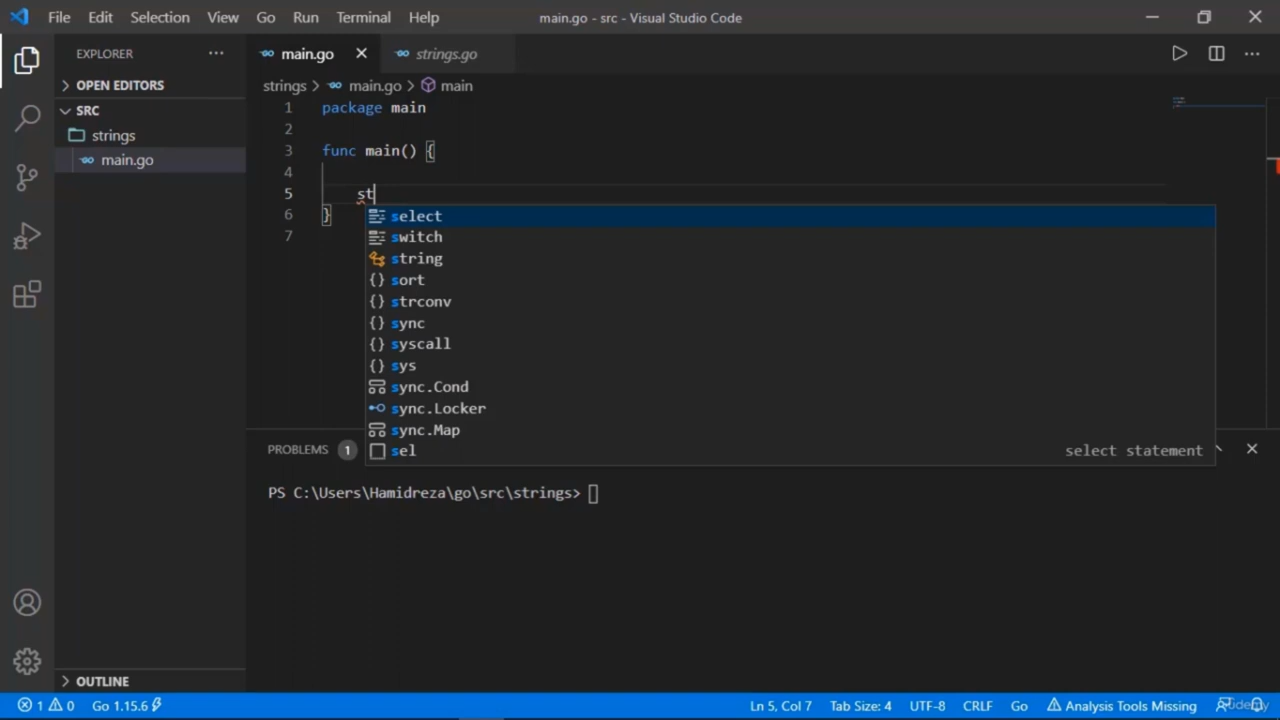 File Edit Selection View Go Run Terminal Help main.go - src - Visual Studio Code
EXPLORER ···
main.go
strings.go
OPEN EDITORS
SRC
strings
main.go
strings > main.go > main
1 package main
2
3 func main() {
4
5 st
6 }
7
select
switch
string
sort
strconv
sync
syscall
sys
sync.Cond
sync.Locker
sync.Map
sel select statement
PROBLEMS 1
PS C:\Users\Hamidreza\go\src\strings>
OUTLINE
1 0 Go 1.15.6 Ln 5, Col 7 Tab Size: 4 UTF-8 CRLF Go Analysis Tools Missing
Udemy